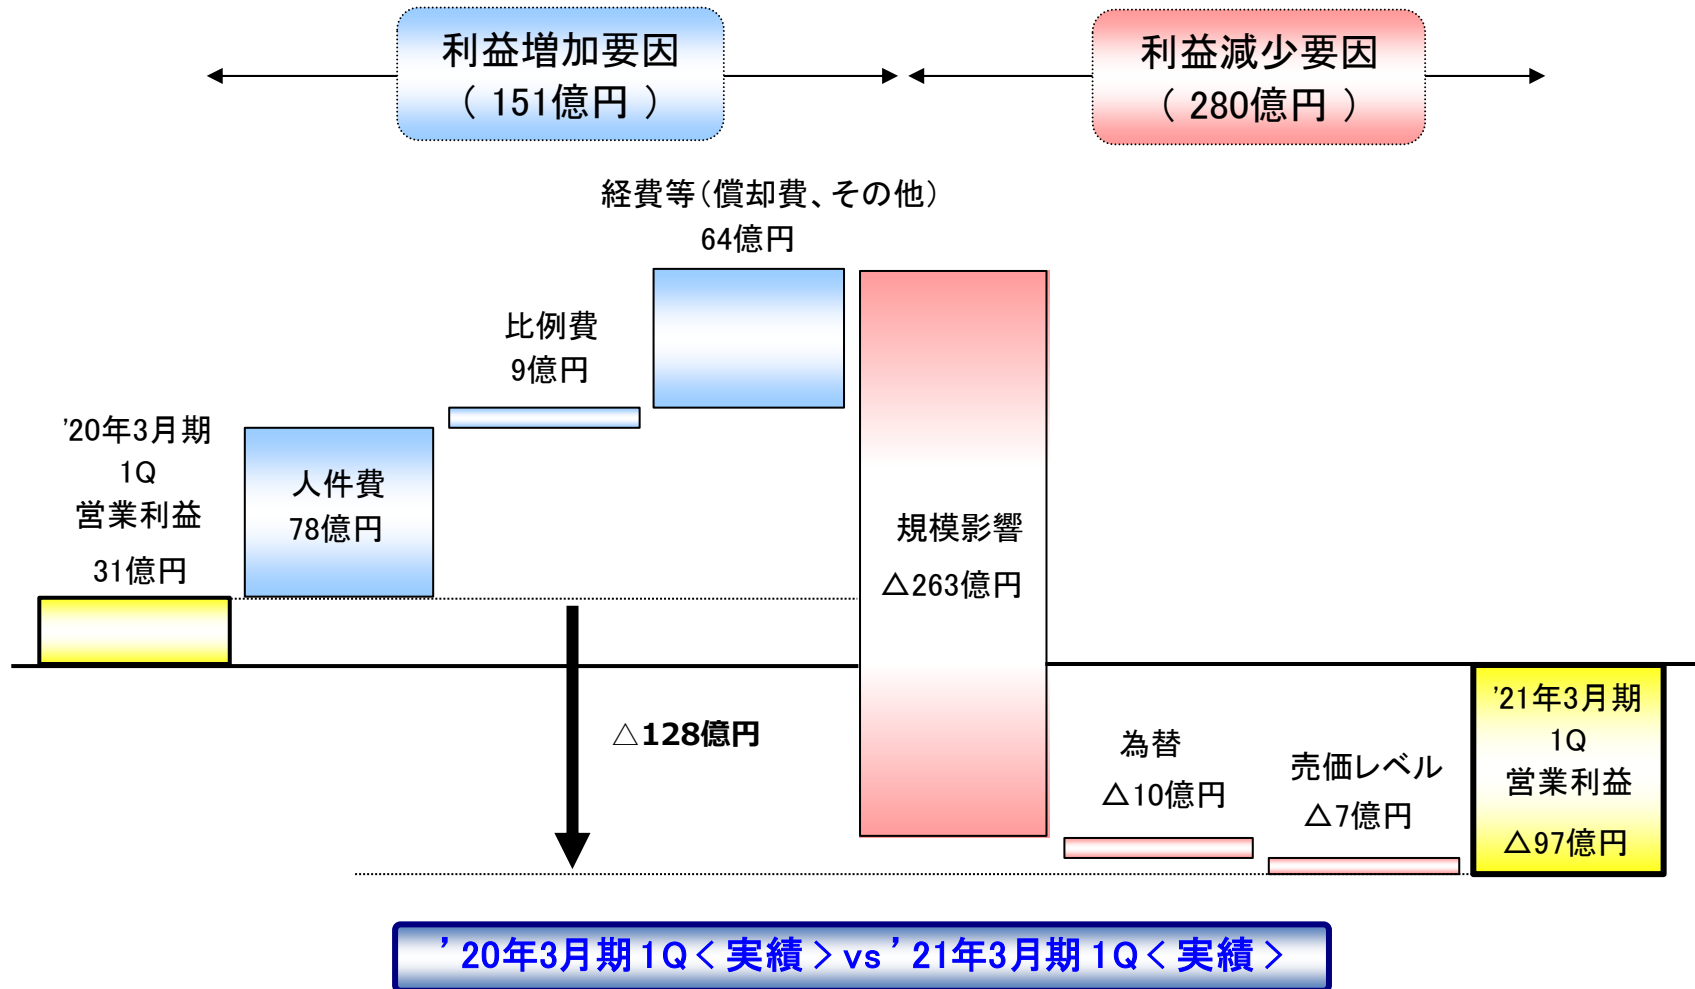 利益増加要因
（ 151億円 ）
利益減少要因
（ 280億円 ）
経費等（償却費、その他）
64億円
比例費
9億円
'20年3月期
1Q
営業利益
31億円
人件費
78億円
規模影響
△263億円
△128億円
為替
△10億円
売価レベル
△7億円
'21年3月期
1Q
営業利益
△97億円
’20年3月期1Q＜実績＞vs’21年3月期1Q＜実績＞